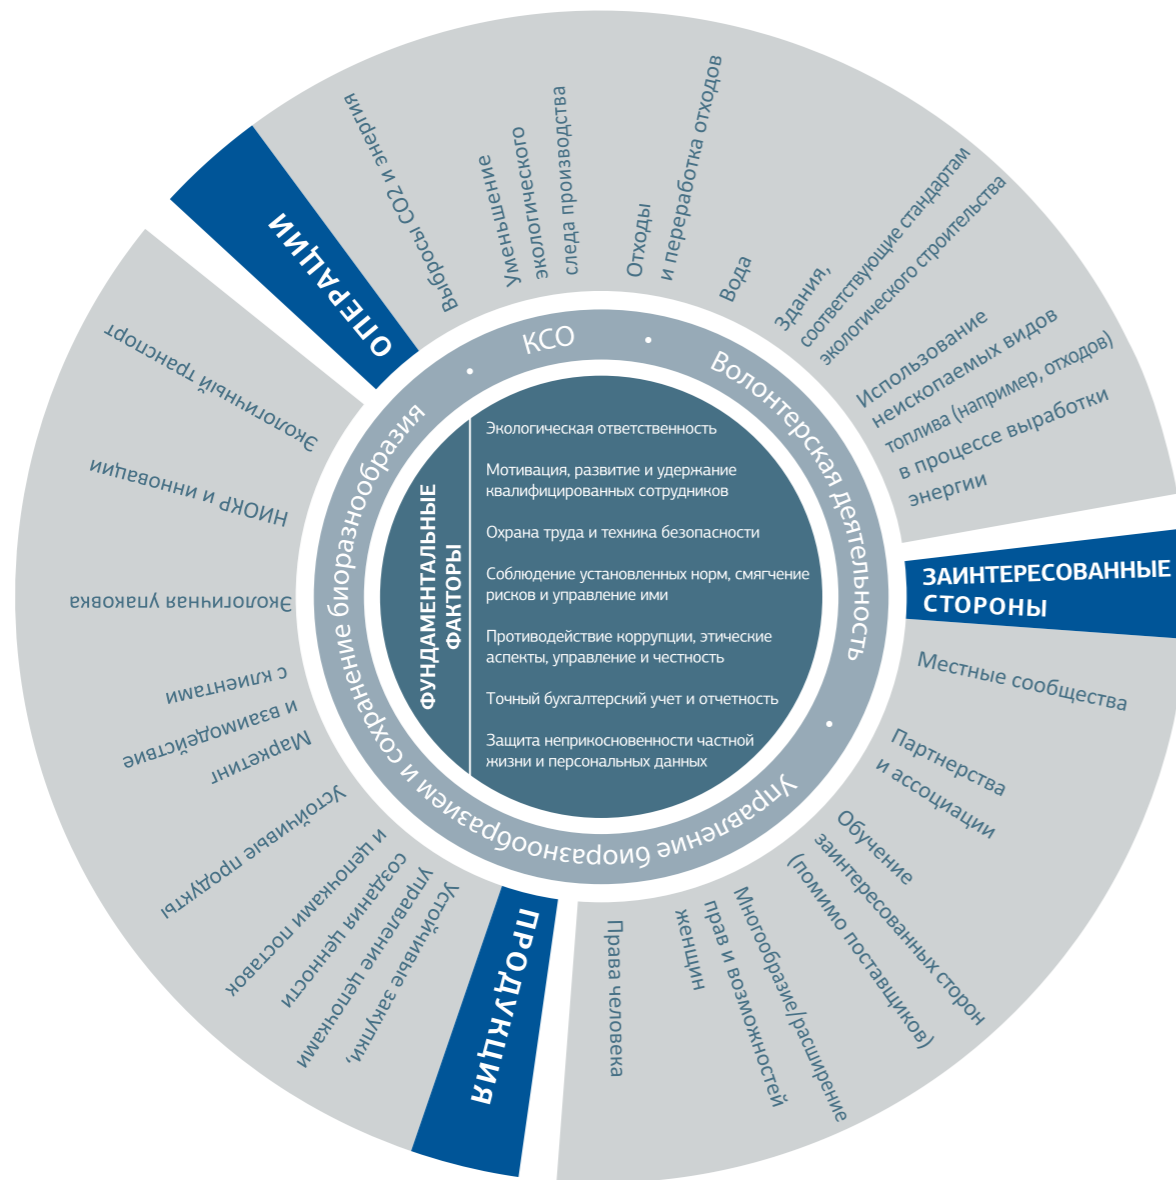 ОПЕРАЦИИ
Выбросы CO2 и энергия
Уменьшение
экологического
следа производства
Отходы
и переработка отходов
Вода
Здания,
соответствующие стандартам
экологического строительства
Использование
неископаемых видов
топлива (например, отходов)
в процессе выработки
энергии
ЗАИНТЕРЕСОВАННЫЕ
СТОРОНЫ
Местные сообщества
Партнерства
и ассоциации
Обучение
заинтересованных сторон
(помимо поставщиков)
Многообразие/расширение
прав и возможностей
женщин
Права человека
ПРОДУКЦИЯ
Устойчивые закупки,
управление цепочками
создания ценности
и цепочками поставок
Устойчивые продукты
Маркетинг
и взаимодействие
с клиентами
Экологичная упаковка
НИОКР и инновации
Экологичный транспорт
КСО
•
Волонтерская деятельность
•
Управление биоразнообразием и сохранение биоразнообразия
•
ФУНДАМЕНТАЛЬНЫЕ
ФАКТОРЫ
Экологическая ответственность
Мотивация, развитие и удержание
квалифицированных сотрудников
Охрана труда и техника безопасности
Соблюдение установленных норм, смягчение
рисков и управление ими
Противодействие коррупции, этические
аспекты, управление и честность
Точный бухгалтерский учет и отчетность
Защита неприкосновенности частной
жизни и персональных данных